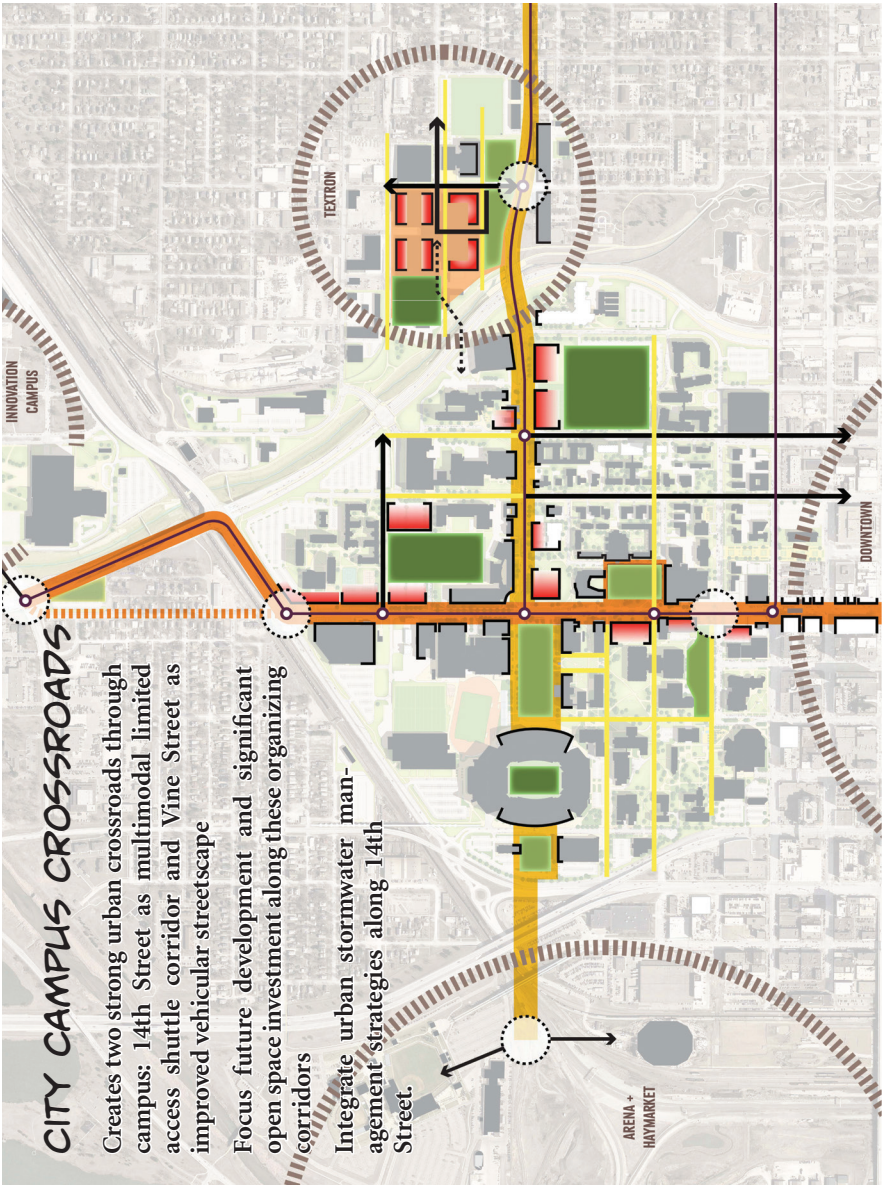 CITY CAMPUS CROSSROADS
Creates two strong urban crossroads through
campus: 14th Street as multimodal limited
access shuttle corridor and Vine Street as
improved vehicular streetscape
Focus future development and significant
open space investment along these organizing
corridors
Integrate urban stormwater man-
agement strategies along 14th
Street.
INNOVATION
CAMPUS
TEXTRON
DOWNTOWN
ARENA +
HAYMARKET